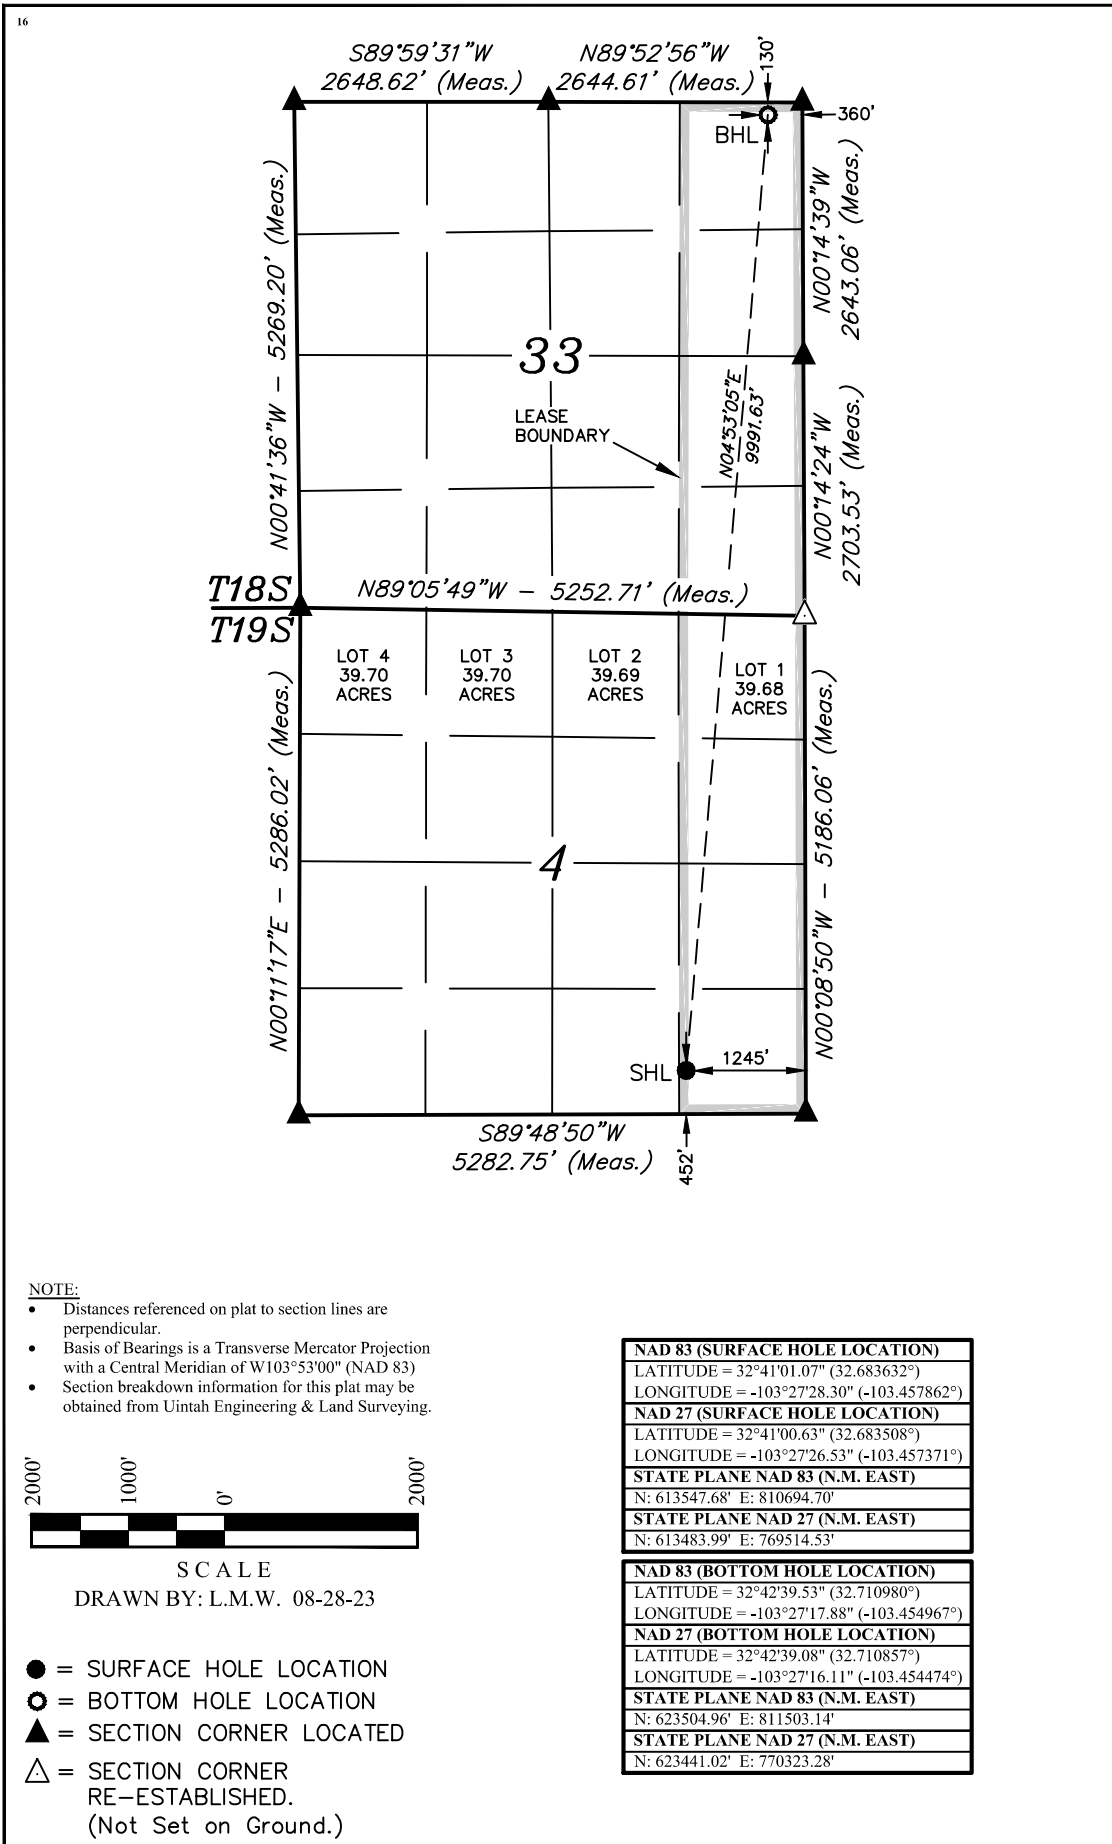 16
S89°59'31"W
2648.62' (Meas.)
N89°52'56"W
2644.61' (Meas.)
130'
360'
BHL
N00°41'36"W - 5269.20' (Meas.)
N00°14'39"W
2643.06' (Meas.)
33
LEASE
BOUNDARY
N04°53'05"E
9991.63'
N00°14'24"W
2703.53' (Meas.)
T18S
T19S
N89°05'49"W - 5252.71' (Meas.)
LOT 4
39.70
ACRES
LOT 3
39.70
ACRES
LOT 2
39.69
ACRES
LOT 1
39.68
ACRES
N00°11'17"E - 5286.02' (Meas.)
4
N00°08'50"W - 5186.06' (Meas.)
SHL
1245'
S89°48'50"W
5282.75' (Meas.)
452'
NOTE:
• Distances referenced on plat to section lines are
perpendicular.
• Basis of Bearings is a Transverse Mercator Projection
with a Central Meridian of W103°53'00" (NAD 83)
• Section breakdown information for this plat may be
obtained from Uintah Engineering & Land Surveying.
2000' 1000' 0' 2000'
SCALE
DRAWN BY: L.M.W. 08-28-23
= SURFACE HOLE LOCATION
= BOTTOM HOLE LOCATION
= SECTION CORNER LOCATED
= SECTION CORNER
RE-ESTABLISHED.
(Not Set on Ground.)
NAD 83 (SURFACE HOLE LOCATION)
LATITUDE = 32°41'01.07" (32.683632°)
LONGITUDE = -103°27'28.30" (-103.457862°)
NAD 27 (SURFACE HOLE LOCATION)
LATITUDE = 32°41'00.63" (32.683508°)
LONGITUDE = -103°27'26.53" (-103.457371°)
STATE PLANE NAD 83 (N.M. EAST)
N: 613547.68' E: 810694.70'
STATE PLANE NAD 27 (N.M. EAST)
N: 613483.99' E: 769514.53'
NAD 83 (BOTTOM HOLE LOCATION)
LATITUDE = 32°42'39.53" (32.710980°)
LONGITUDE = -103°27'17.88" (-103.454967°)
NAD 27 (BOTTOM HOLE LOCATION)
LATITUDE = 32°42'39.08" (32.710857°)
LONGITUDE = -103°27'16.11" (-103.454474°)
STATE PLANE NAD 83 (N.M. EAST)
N: 623504.96' E: 811503.14'
STATE PLANE NAD 27 (N.M. EAST)
N: 623441.02' E: 770323.28'